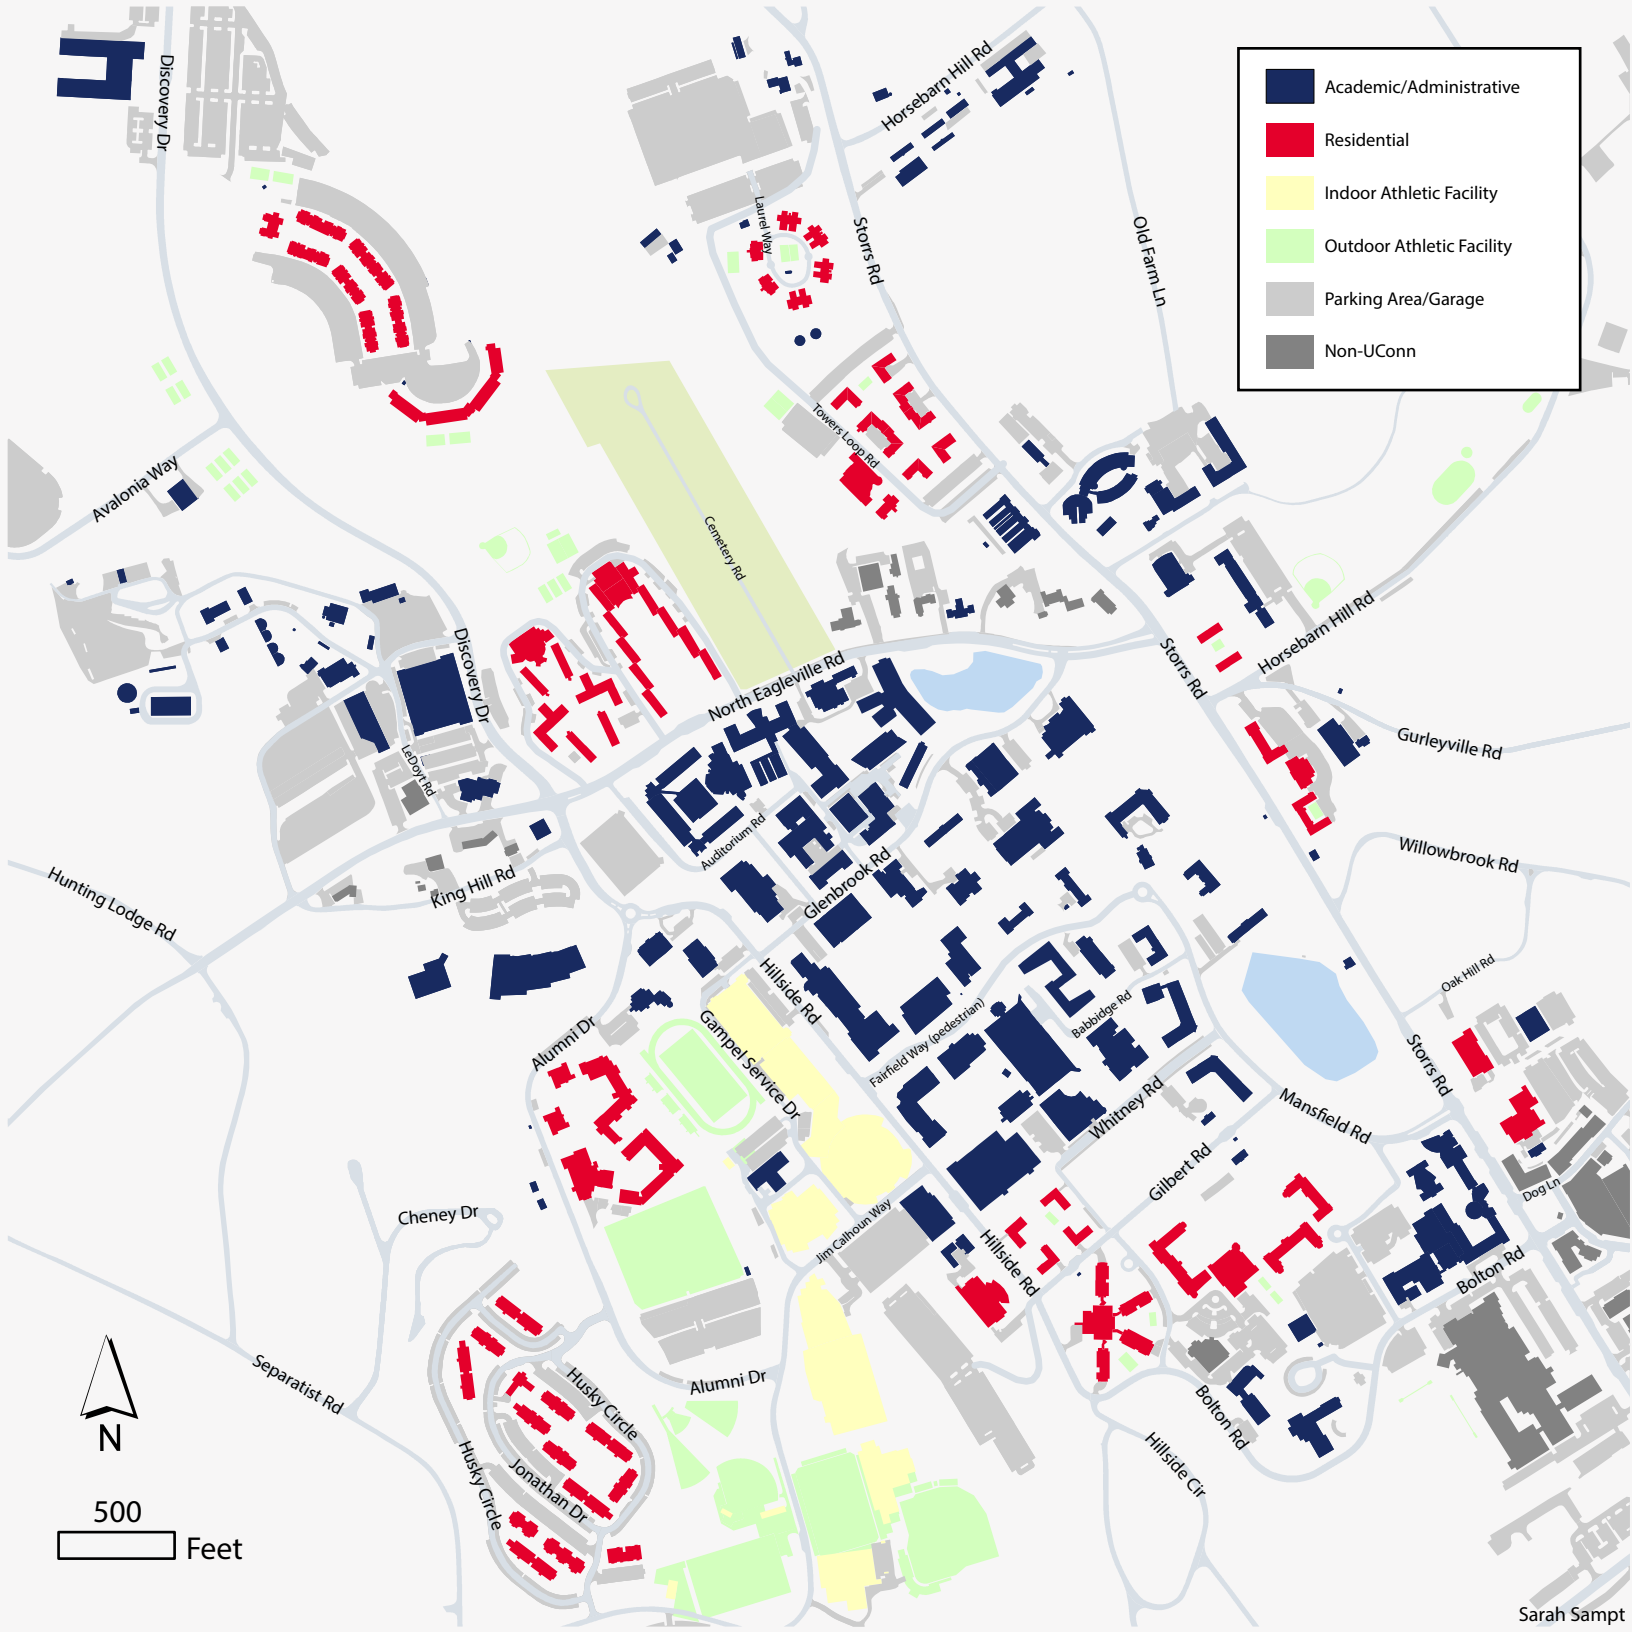 Discovery Dr
Horsebarn Hill Rd
Academic/Administrative
Residential
Indoor Athletic Facility
Outdoor Athletic Facility
Parking Area/Garage
Non-UConn
Laurel Way
Storrs Rd
Old Farm Ln
Towers Loop Rd
Avalonia Way
Cemetery Rd
Horsebarn Hill Rd
Discovery Dr
North Eagleville Rd
Storrs Rd
Gurleyville Rd
LeDoyt Rd
Auditorium Rd
Willowbrook Rd
King Hill Rd
Glenbrook Rd
Hunting Lodge Rd
Hillside Rd
Oak Hill Rd
Babbidge Rd
Fairfield Way (pedestrian)
Alumni Dr
Gampel Service Dr
Storrs Rd
Whitney Rd
Mansfield Rd
Gilbert Rd
Dog Ln
Cheney Dr
Jim Calhoun Way
Hillside Rd
Bolton Rd
Separatist Rd
Alumni Dr
Husky Circle
Bolton Rd
Hillside Cir
Husky Circle
Jonathan Dr
N
500
Feet
Sarah Sampt